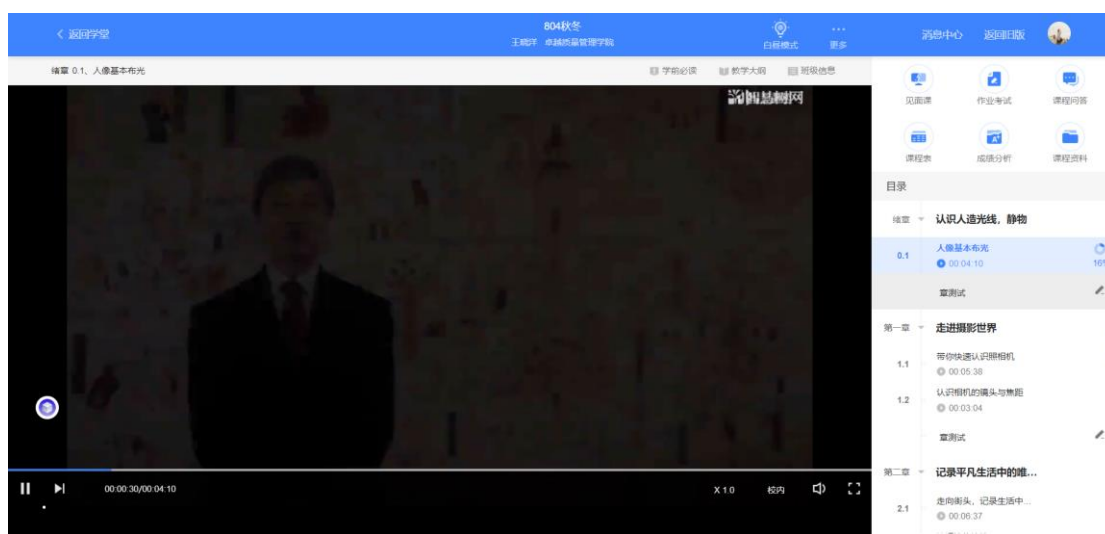 < 返回学堂
804秋冬
王晓洋 卓越质量管理学院
白昼模式
更多
消息中心
返回旧版
绪章 0.1、人像基本布光
学前必读
教学大纲
班级信息
智慧树网
见面课
作业考试
课程问答
课程表
成绩分析
课程资料
目录
绪章
认识人造光线，静物
0.1
人像基本布光
00:04:10
16%
章测试
第一章
走进摄影世界
1.1
带你快速认识照相机
00:05:38
1.2
认识相机的镜头与焦距
00:03:04
章测试
第二章
记录平凡生活中的唯...
2.1
走向街头，记录生活中...
00:06:37
00:00:30/00:04:10
X 1.0
校内